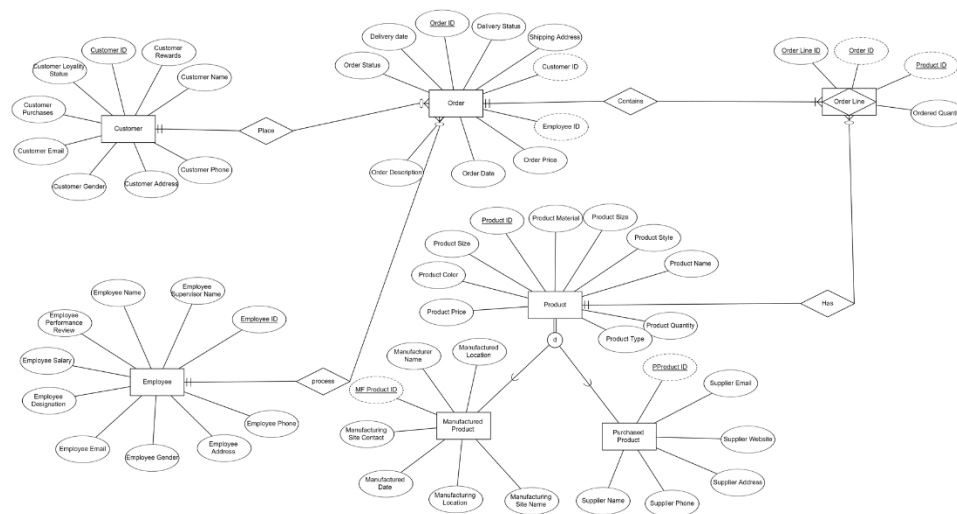 Customer ID
Customer
Rewards
Customer Loyality
Status
Customer Name
Customer
Purchases
Customer
Customer Email
Customer Phone
Customer Gender
Customer Address
Place
Order ID
Delivery Status
Delivery date
Shipping Address
Order Status
Customer ID
Order
Employee ID
Order Price
Order Description
Order Date
Contains
Order Line ID
Order ID
Product ID
Order Line
Ordered Quanti
Product ID
Product Material
Product Size
Product Size
Product Style
Product Color
Product Name
Product
Product Price
Product Quantity
Product Type
Has
d
Employee Name
Employee
Supervisor Name
Employee
Performance
Review
Employee ID
Employee Salary
Employee
Employee
Designation
Employee Phone
Employee Email
Employee Gender
Employee
Address
process
Manufacturer
Name
Manufactured
Location
MF Product ID
Manufactured
Product
Manufacturing
Site Contact
Manufactured
Date
Manufacturing
Location
Manufacturing
Site Name
PProduct ID
Supplier Email
Purchased
Product
Supplier Website
Supplier Address
Supplier Name
Supplier Phone